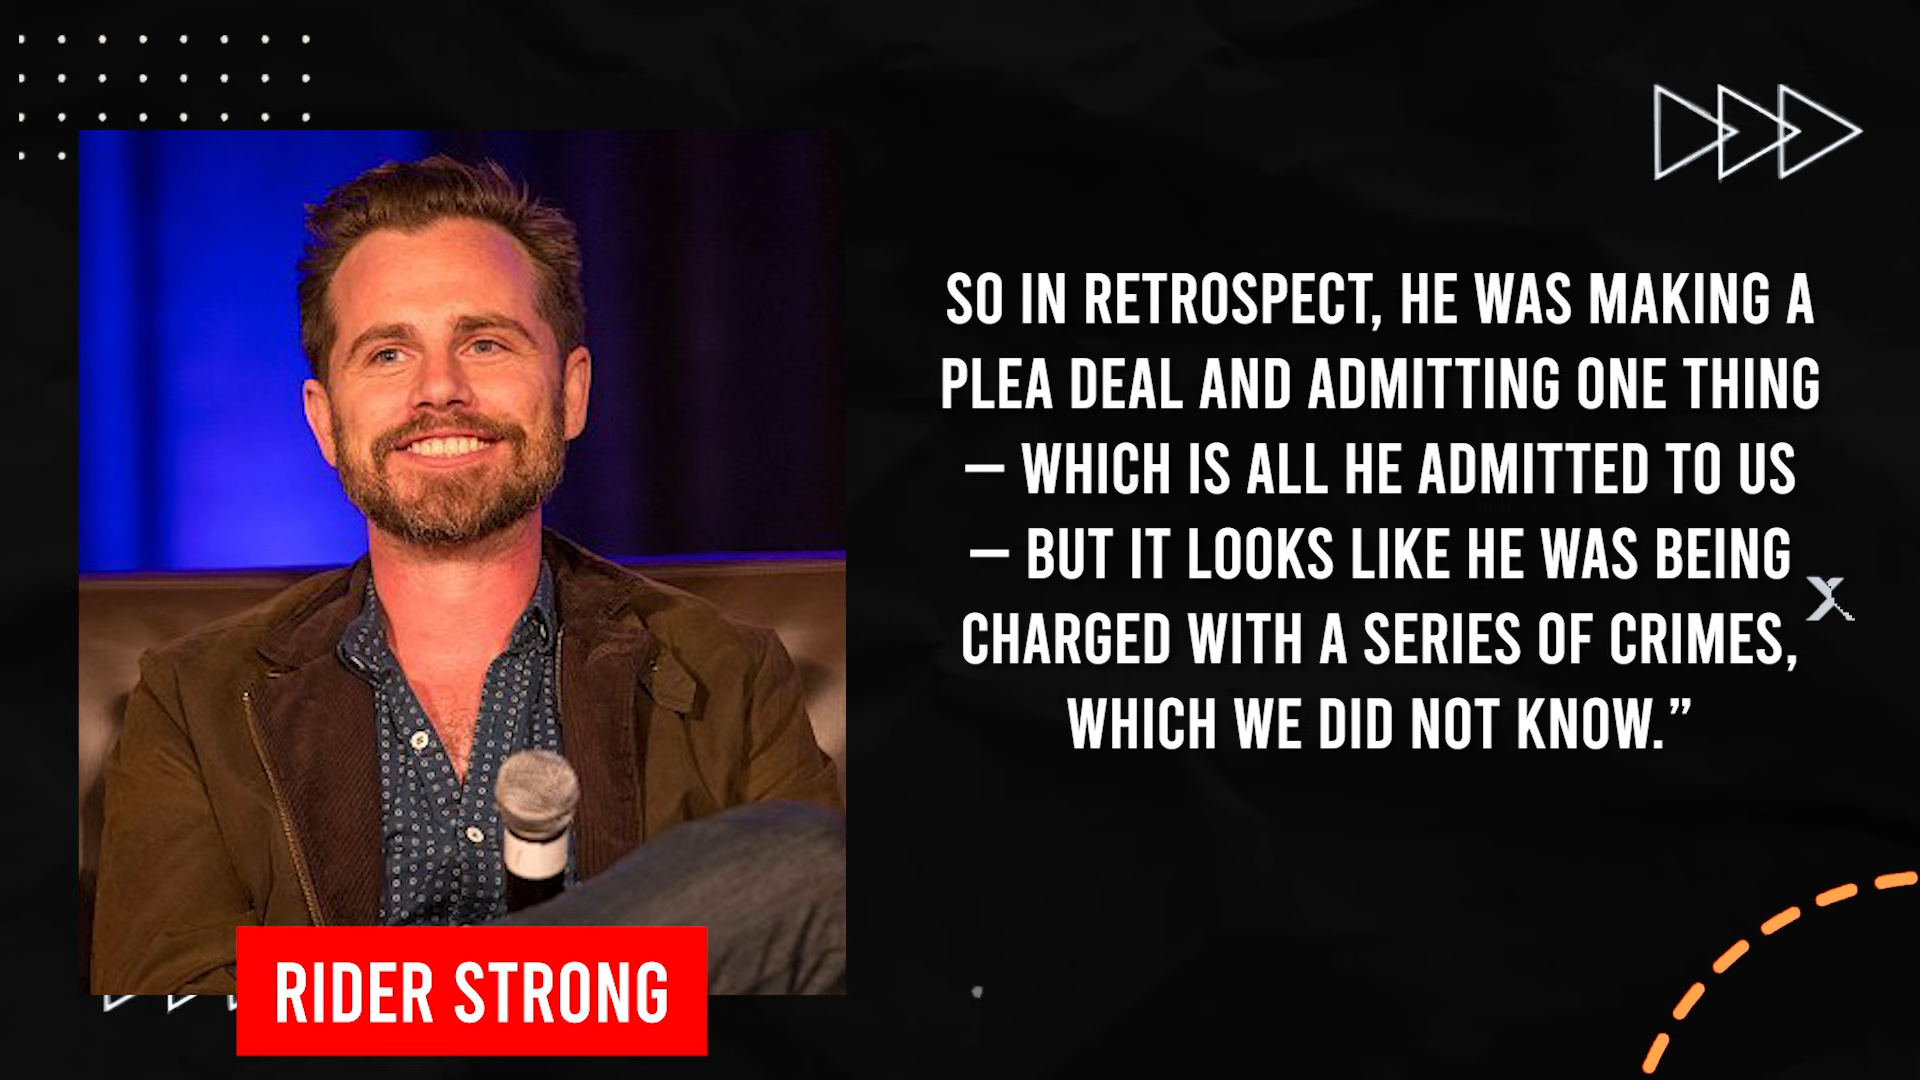 SO IN RETROSPECT, HE WAS MAKING A
PLEA DEAL AND ADMITTING ONE THING
– WHICH IS ALL HE ADMITTED TO US
– BUT IT LOOKS LIKE HE WAS BEING
CHARGED WITH A SERIES OF CRIMES,
WHICH WE DID NOT KNOW.”
RIDER STRONG